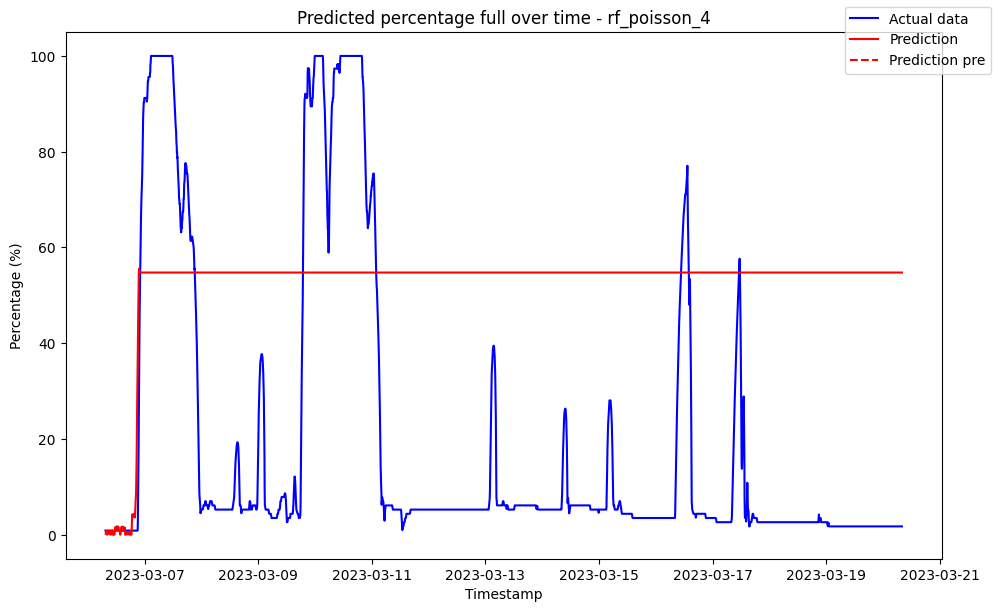 Predicted percentage full over time - rf_poisson_4
Actual data
Prediction
Prediction pre
100
80
60
40
20
0
Percentage (%)
2023-03-07
2023-03-09
2023-03-11
2023-03-13
2023-03-15
2023-03-17
2023-03-19
2023-03-21
Timestamp